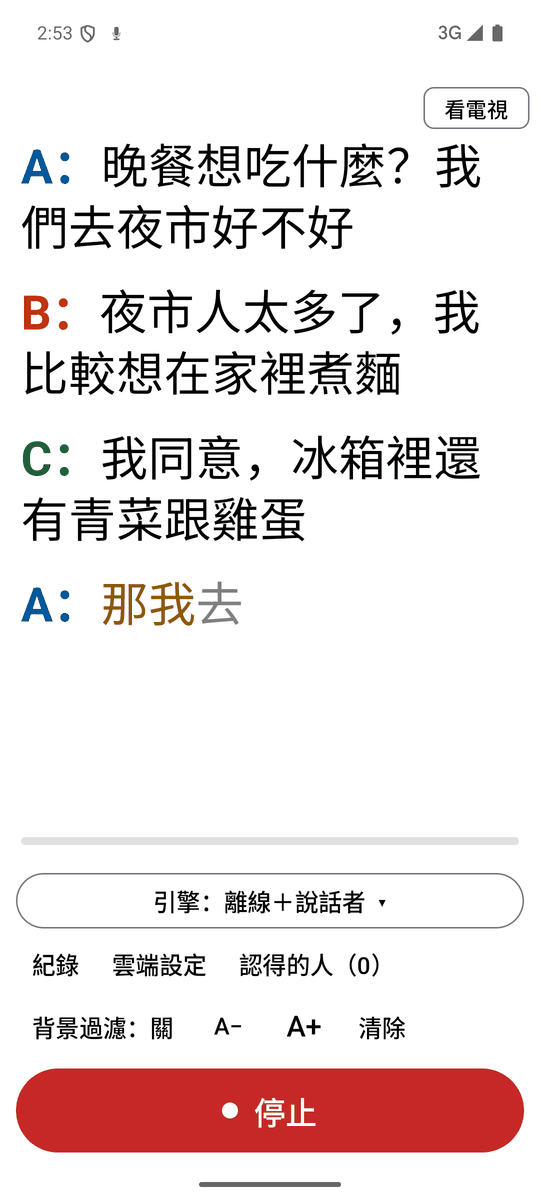 2:53
3G
看電視
A：晚餐想吃什麼？我
們去夜市好不好
B：夜市人太多了，我
比較想在家裡煮麵
C：我同意，冰箱裡還
有青菜跟雞蛋
A：那我去
引擎：離線＋說話者 ▾
紀錄 雲端設定 認得的人（0）
背景過濾：關 A− A+ 清除
停止